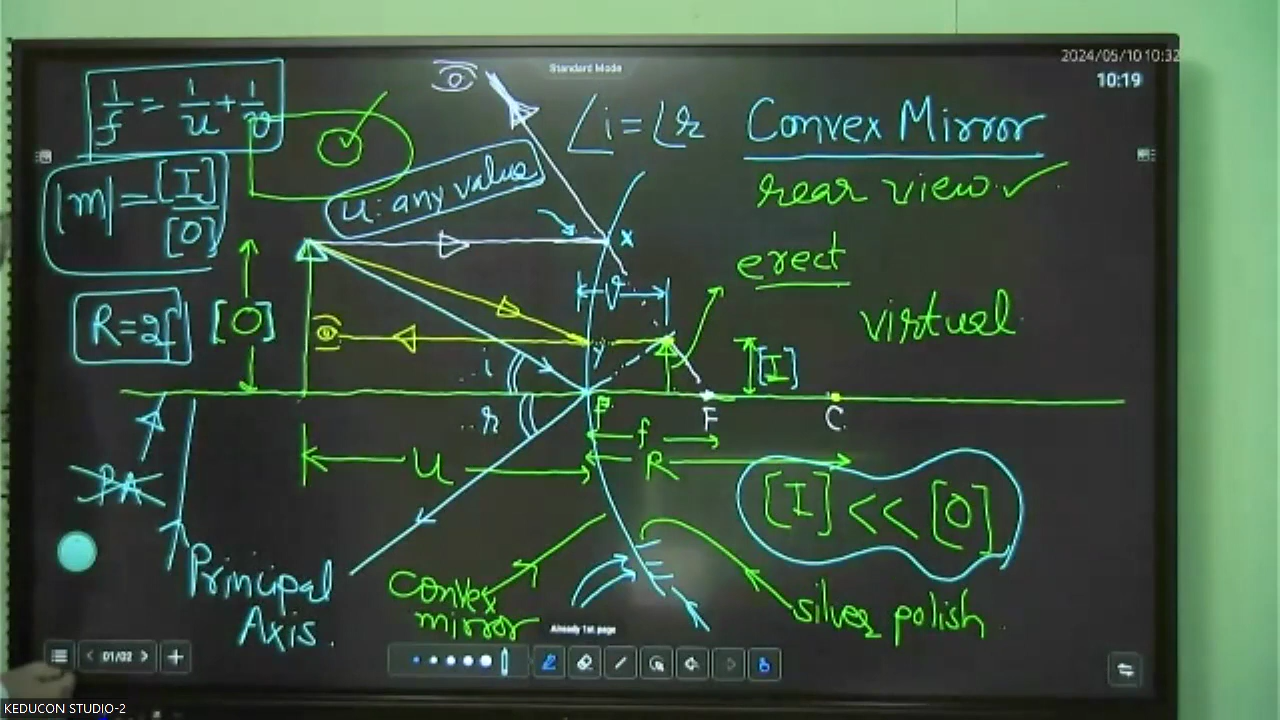 2024/05/10 10:32
Standard Mode
10:19
1/f = 1/u + 1/v
∠i = ∠r
Convex Mirror
|m| = [I]/[O]
u: any value
rear view ✓
x
erect
R=2f
[O]
v
virtual
i
y
[I]
r
P
F
C
f
u
R
PA
[I] << [O]
Principal
Axis.
convex
mirror
silver polish
Already 1st page
01/02
KEDUCON STUDIO-2